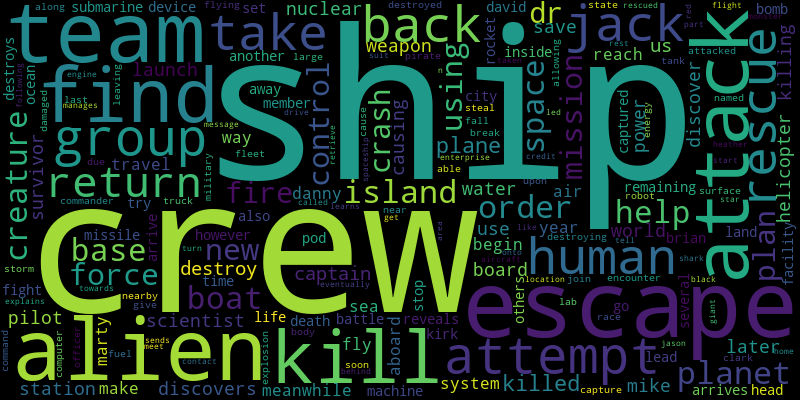 along submarine device flying set nuclear back destroyed david dr state rescued red flight
team take jack attack bomb monster
destroys ocean find ship weapon rocket save us part rescue killing
another large inside reach tank attacked
launch away control using space mission discover named
last engine leaving member n city steal captured power energy
following damaged manages group crash causing fall break plane led
creature message way cause allowing
survivor due travel fleet retrieve drive enterprise credit upon remaining heather start
return military fire danny island water air helicopter surface star
commander truck called able robot
try learns near order help world brian land plan
missile however also get use year destroying shark facility
arrive new pod captain begin human tell
storm base turn area like aircraft onto
crew force destroy sea board several black
fight towards time stop others location join encounter escape
explains nearby boat battle reveals lab go giant
pilot give scientist life death kirk race jason
command computer marty sends body aboard fly attempt lead clark later home
alien officer meet explosion kill soon behind taken system planet
fuel contact eventually machine mike
station make discovers meanwhile killed capture arrives head
suit pirate spaceship